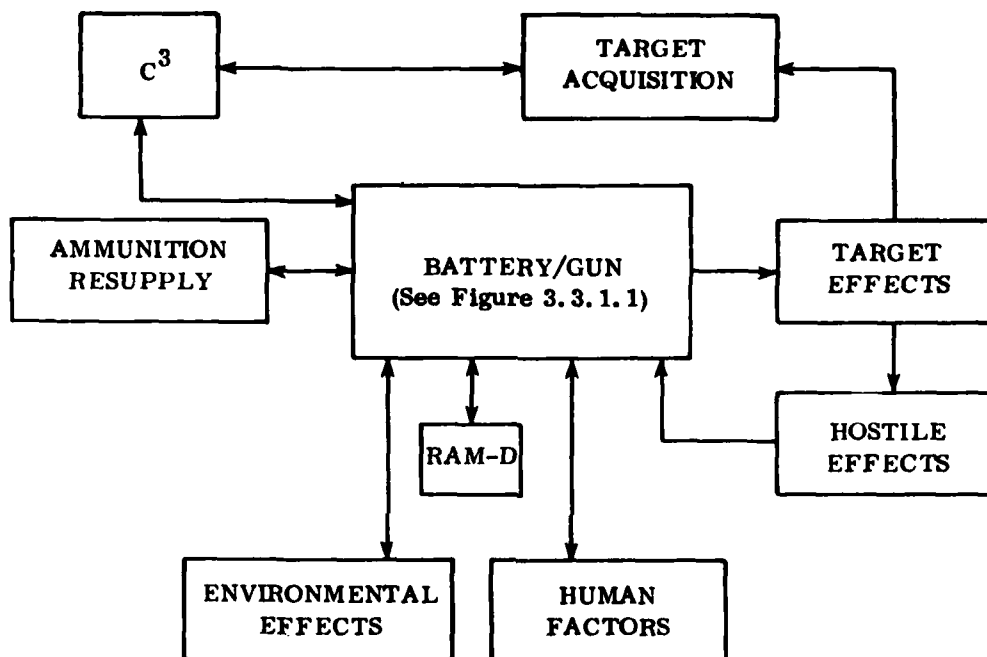 C³
TARGET
ACQUISITION
AMMUNITION
RESUPPLY
BATTERY/GUN
(See Figure 3.3.1.1)
TARGET
EFFECTS
RAM-D
HOSTILE
EFFECTS
ENVIRONMENTAL
EFFECTS
HUMAN
FACTORS